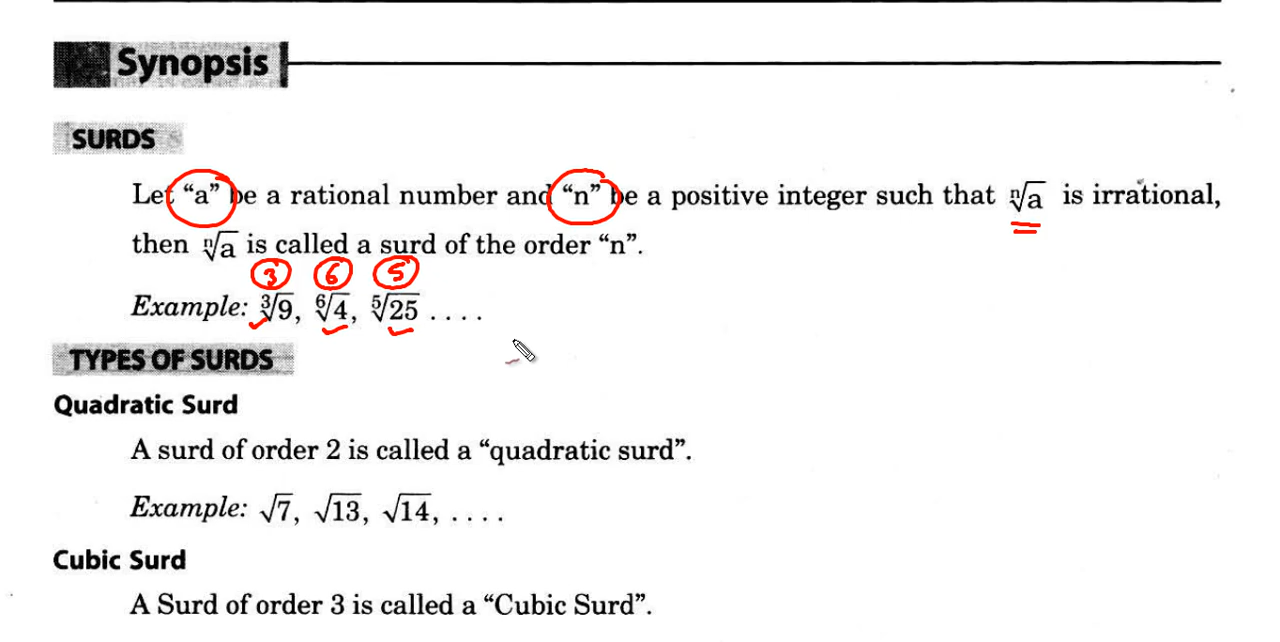 Synopsis
SURDS
Let “a” be a rational number and “n” be a positive integer such that ⁿ√a is irrational,
then ⁿ√a is called a surd of the order “n”.
3 6 5
Example: ³√9, ⁶√4, ⁵√25 . . . .
TYPES OF SURDS
Quadratic Surd
A surd of order 2 is called a “quadratic surd”.
Example: √7, √13, √14, . . . .
Cubic Surd
A Surd of order 3 is called a “Cubic Surd”.